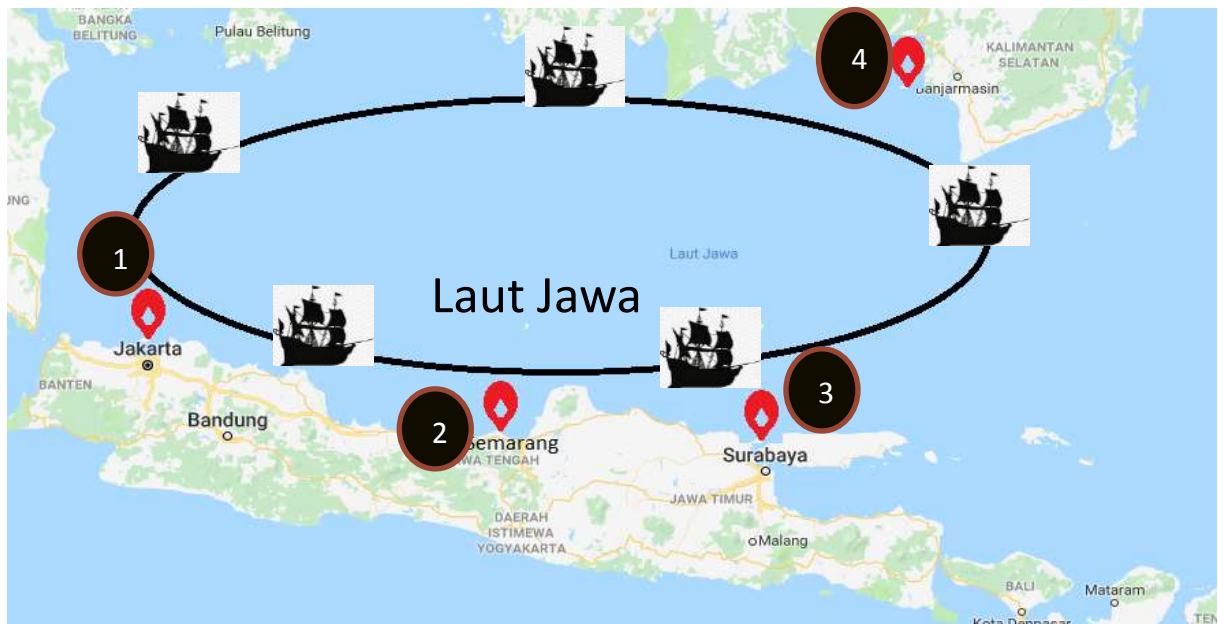 BANGKA
BELITUNG
Pulau Belitung
4
KALIMANTAN
SELATAN
Banjarmasin
UNG
1
Laut Jawa
Laut Jawa
Jakarta
BANTEN
Bandung
2
3
Semarang
JAWA TENGAH
Surabaya
JAWA TIMUR
DAERAH
ISTIMEWA
YOGYAKARTA
Malang
BALI
Mataram
Kota Denpasar
TEN